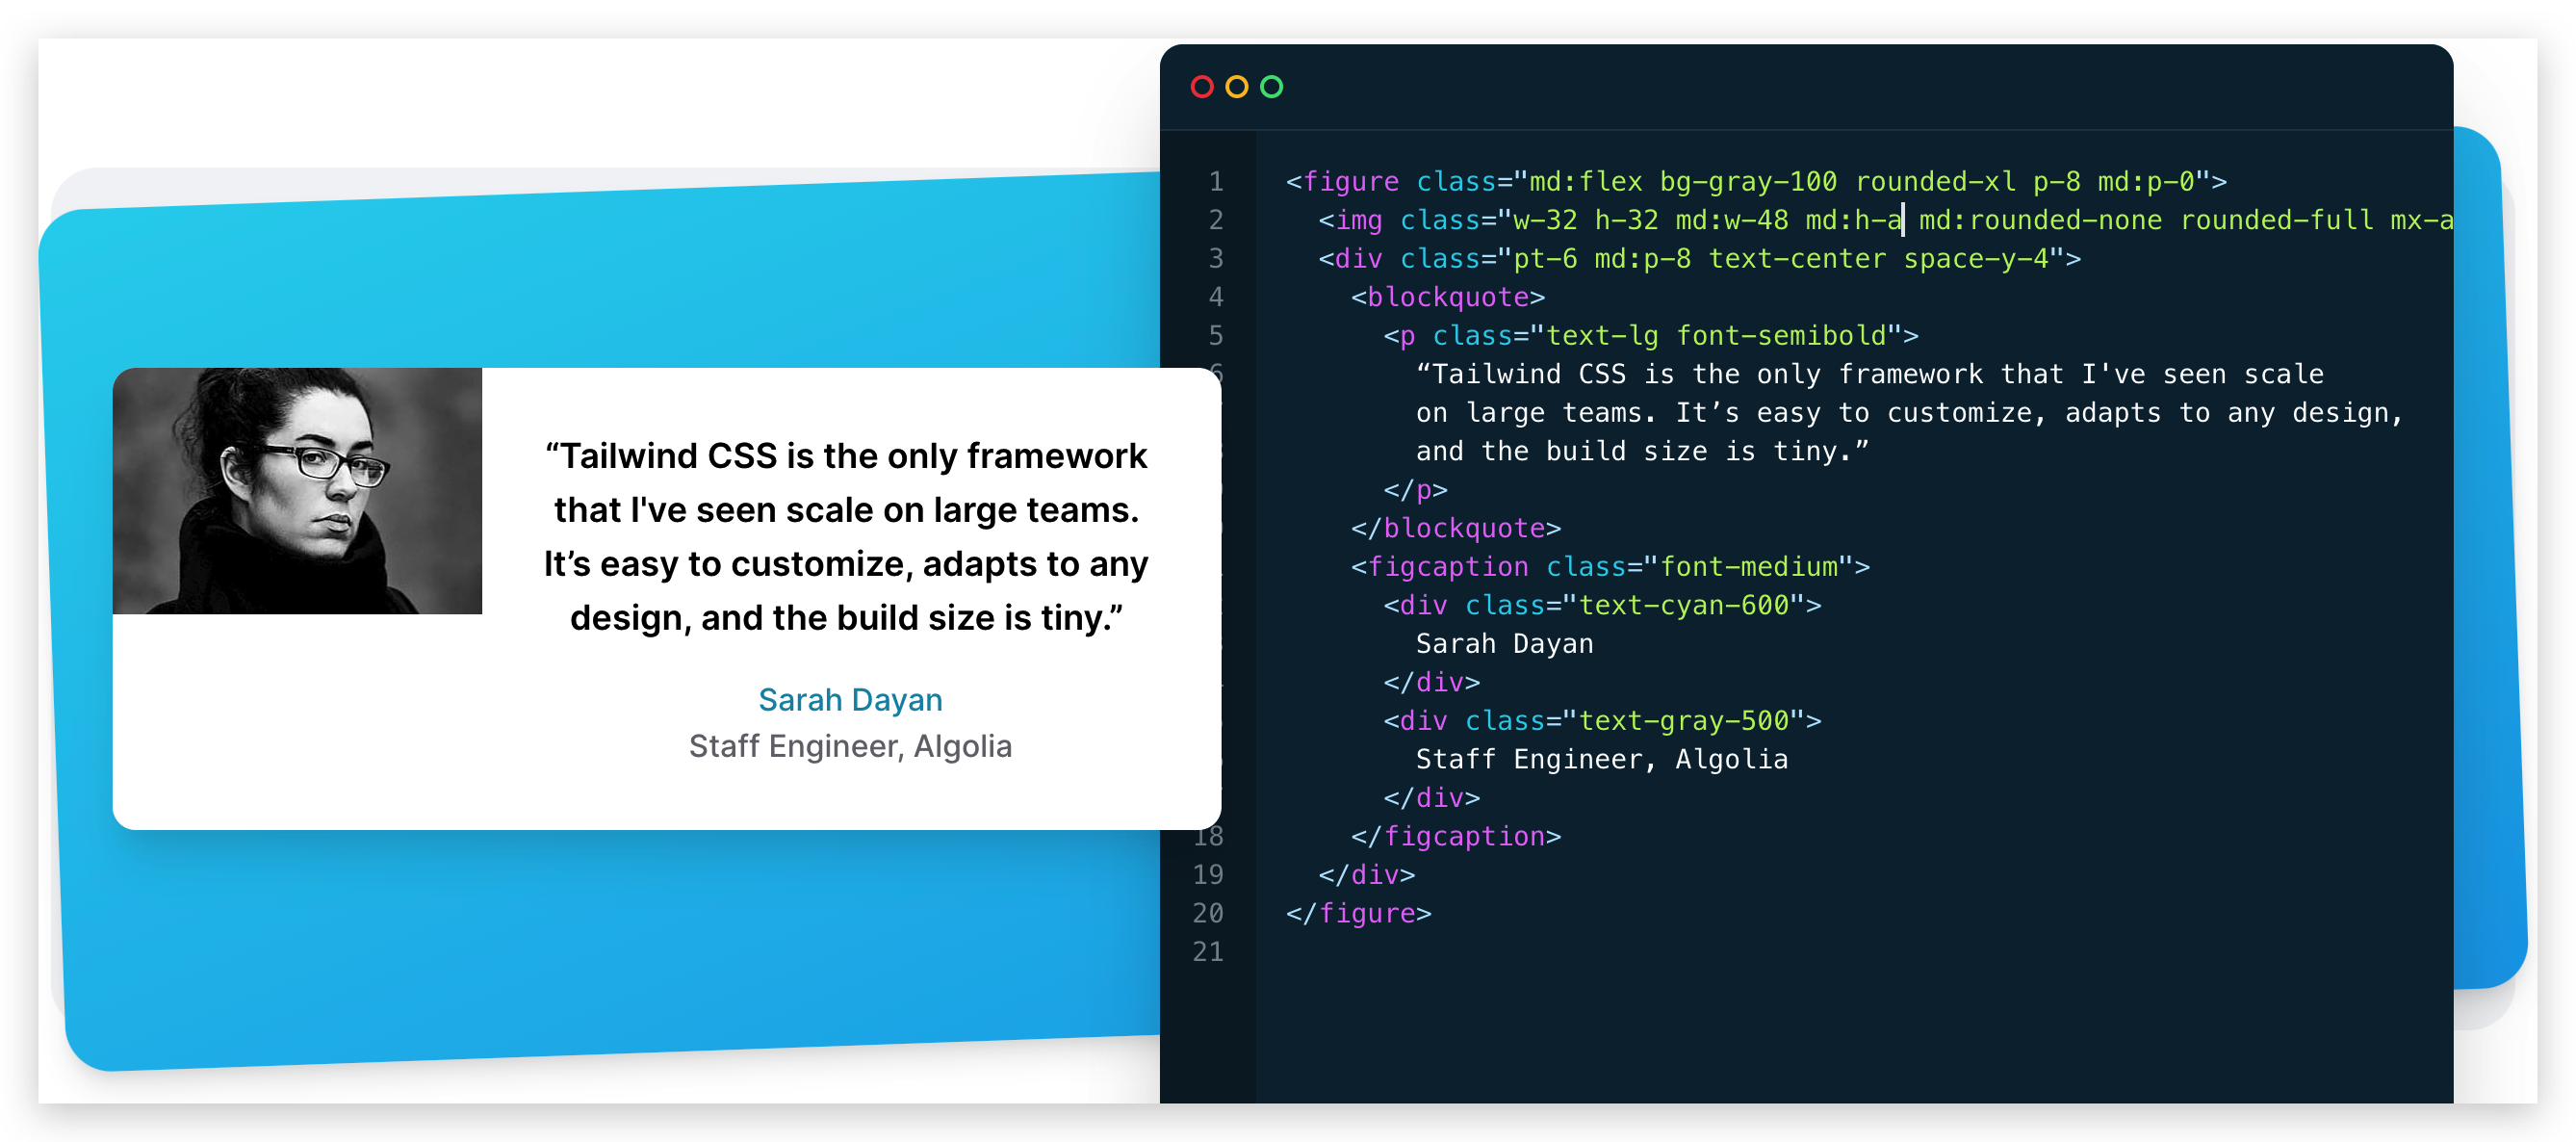 “Tailwind CSS is the only framework
that I've seen scale on large teams.
It’s easy to customize, adapts to any
design, and the build size is tiny.”
Sarah Dayan
Staff Engineer, Algolia
1 <figure class="md:flex bg-gray-100 rounded-xl p-8 md:p-0">
2 <img class="w-32 h-32 md:w-48 md:h-a md:rounded-none rounded-full mx-a
3 <div class="pt-6 md:p-8 text-center space-y-4">
4 <blockquote>
5 <p class="text-lg font-semibold">
“Tailwind CSS is the only framework that I've seen scale
on large teams. It’s easy to customize, adapts to any design,
and the build size is tiny.”
</p>
</blockquote>
<figcaption class="font-medium">
<div class="text-cyan-600">
Sarah Dayan
</div>
<div class="text-gray-500">
Staff Engineer, Algolia
</div>
18 </figcaption>
19 </div>
20 </figure>
21